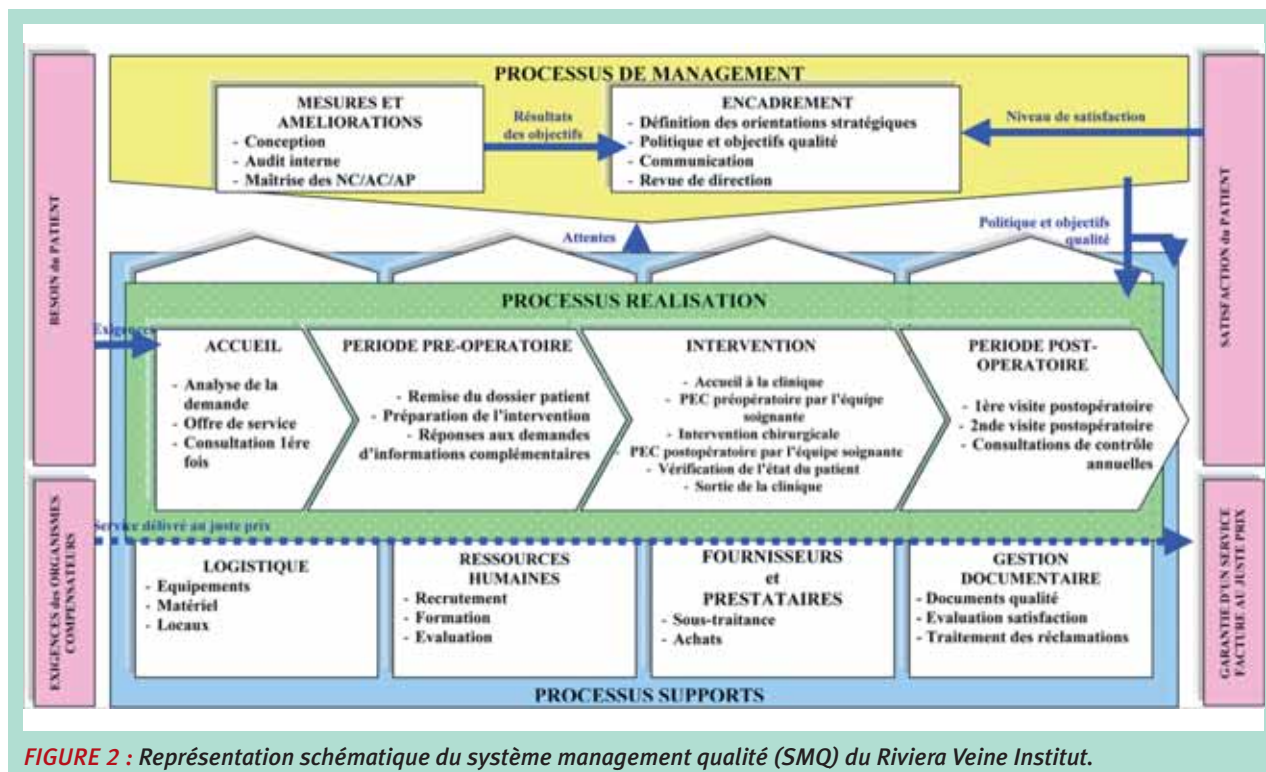 PROCESSUS DE MANAGEMENT
MESURES ET
AMELIORATIONS
- Conception
- Audit interne
- Maîtrise des NC/AC/AP
Résultats
des objectifs
ENCADREMENT
- Définition des orientations stratégiques
- Politique et objectifs qualité
- Communication
- Revue de direction
Niveau de satisfaction
BESOIN du PATIENT
SATISFACTION du PATIENT
Attentes
Politique et objectifs
qualité
PROCESSUS REALISATION
Exigences
ACCUEIL
- Analyse de la
demande
- Offre de service
- Consultation 1ére
fois
PERIODE PRE-OPERATOIRE
- Remise du dossier patient
- Préparation de l'intervention
- Réponses aux demandes
d'informations complémentaires
INTERVENTION
- Accueil à la clinique
- PEC préopératoire par l'équipe
soignante
- Intervention chirurgicale
- PEC postopératoire par l'équipe soignante
- Vérification de l'état du patient
- Sortie de la clinique
PERIODE POST-
OPERATOIRE
- 1ère visite postopératoire
- 2nde visite postopératoire
- Consultations de contrôle
annuelles
EXIGENCES des ORGANISMES
COMPENSATEURS
Service délivré au juste prix
GARANTIE D'UN SERVICE
FACTURE AU JUSTE PRIX
LOGISTIQUE
- Equipements
- Matériel
- Locaux
RESSOURCES
HUMAINES
- Recrutement
- Formation
- Evaluation
FOURNISSEURS
et
PRESTATAIRES
- Sous-traitance
- Achats
GESTION
DOCUMENTAIRE
- Documents qualité
- Evaluation satisfaction
- Traitement des réclamations
PROCESSUS SUPPORTS
FIGURE 2 : Représentation schématique du système management qualité (SMQ) du Riviera Veine Institut.